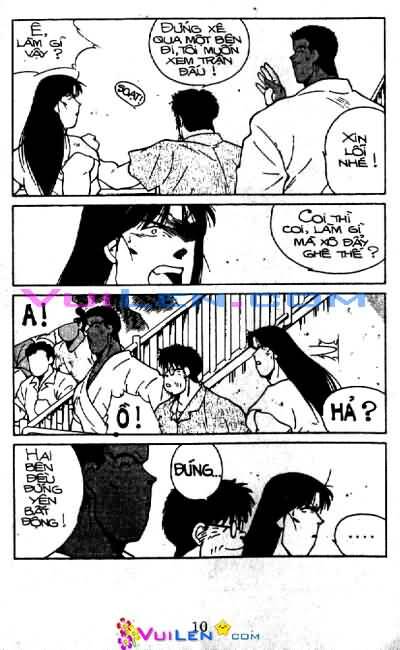 Ê,
LÀM GÌ
VẬY?
SOẠT!
ĐỨNG XÊ
QUA MỘT BÊN
ĐI, TÔI MUỐN
XEM TRẬN
ĐẤU!
XIN
LỖI
NHÉ!
COI THÌ
COI, LÀM GÌ
MÀ XÔ ĐẨY
GHÊ THẾ?
VUILEN.COM
A!
Ồ!
HẢ?
HAI
BÊN
ĐỀU
ĐỨNG
YÊN
BẤT
ĐỘNG!
ĐÚNG...
....
10
VUILEN.COM